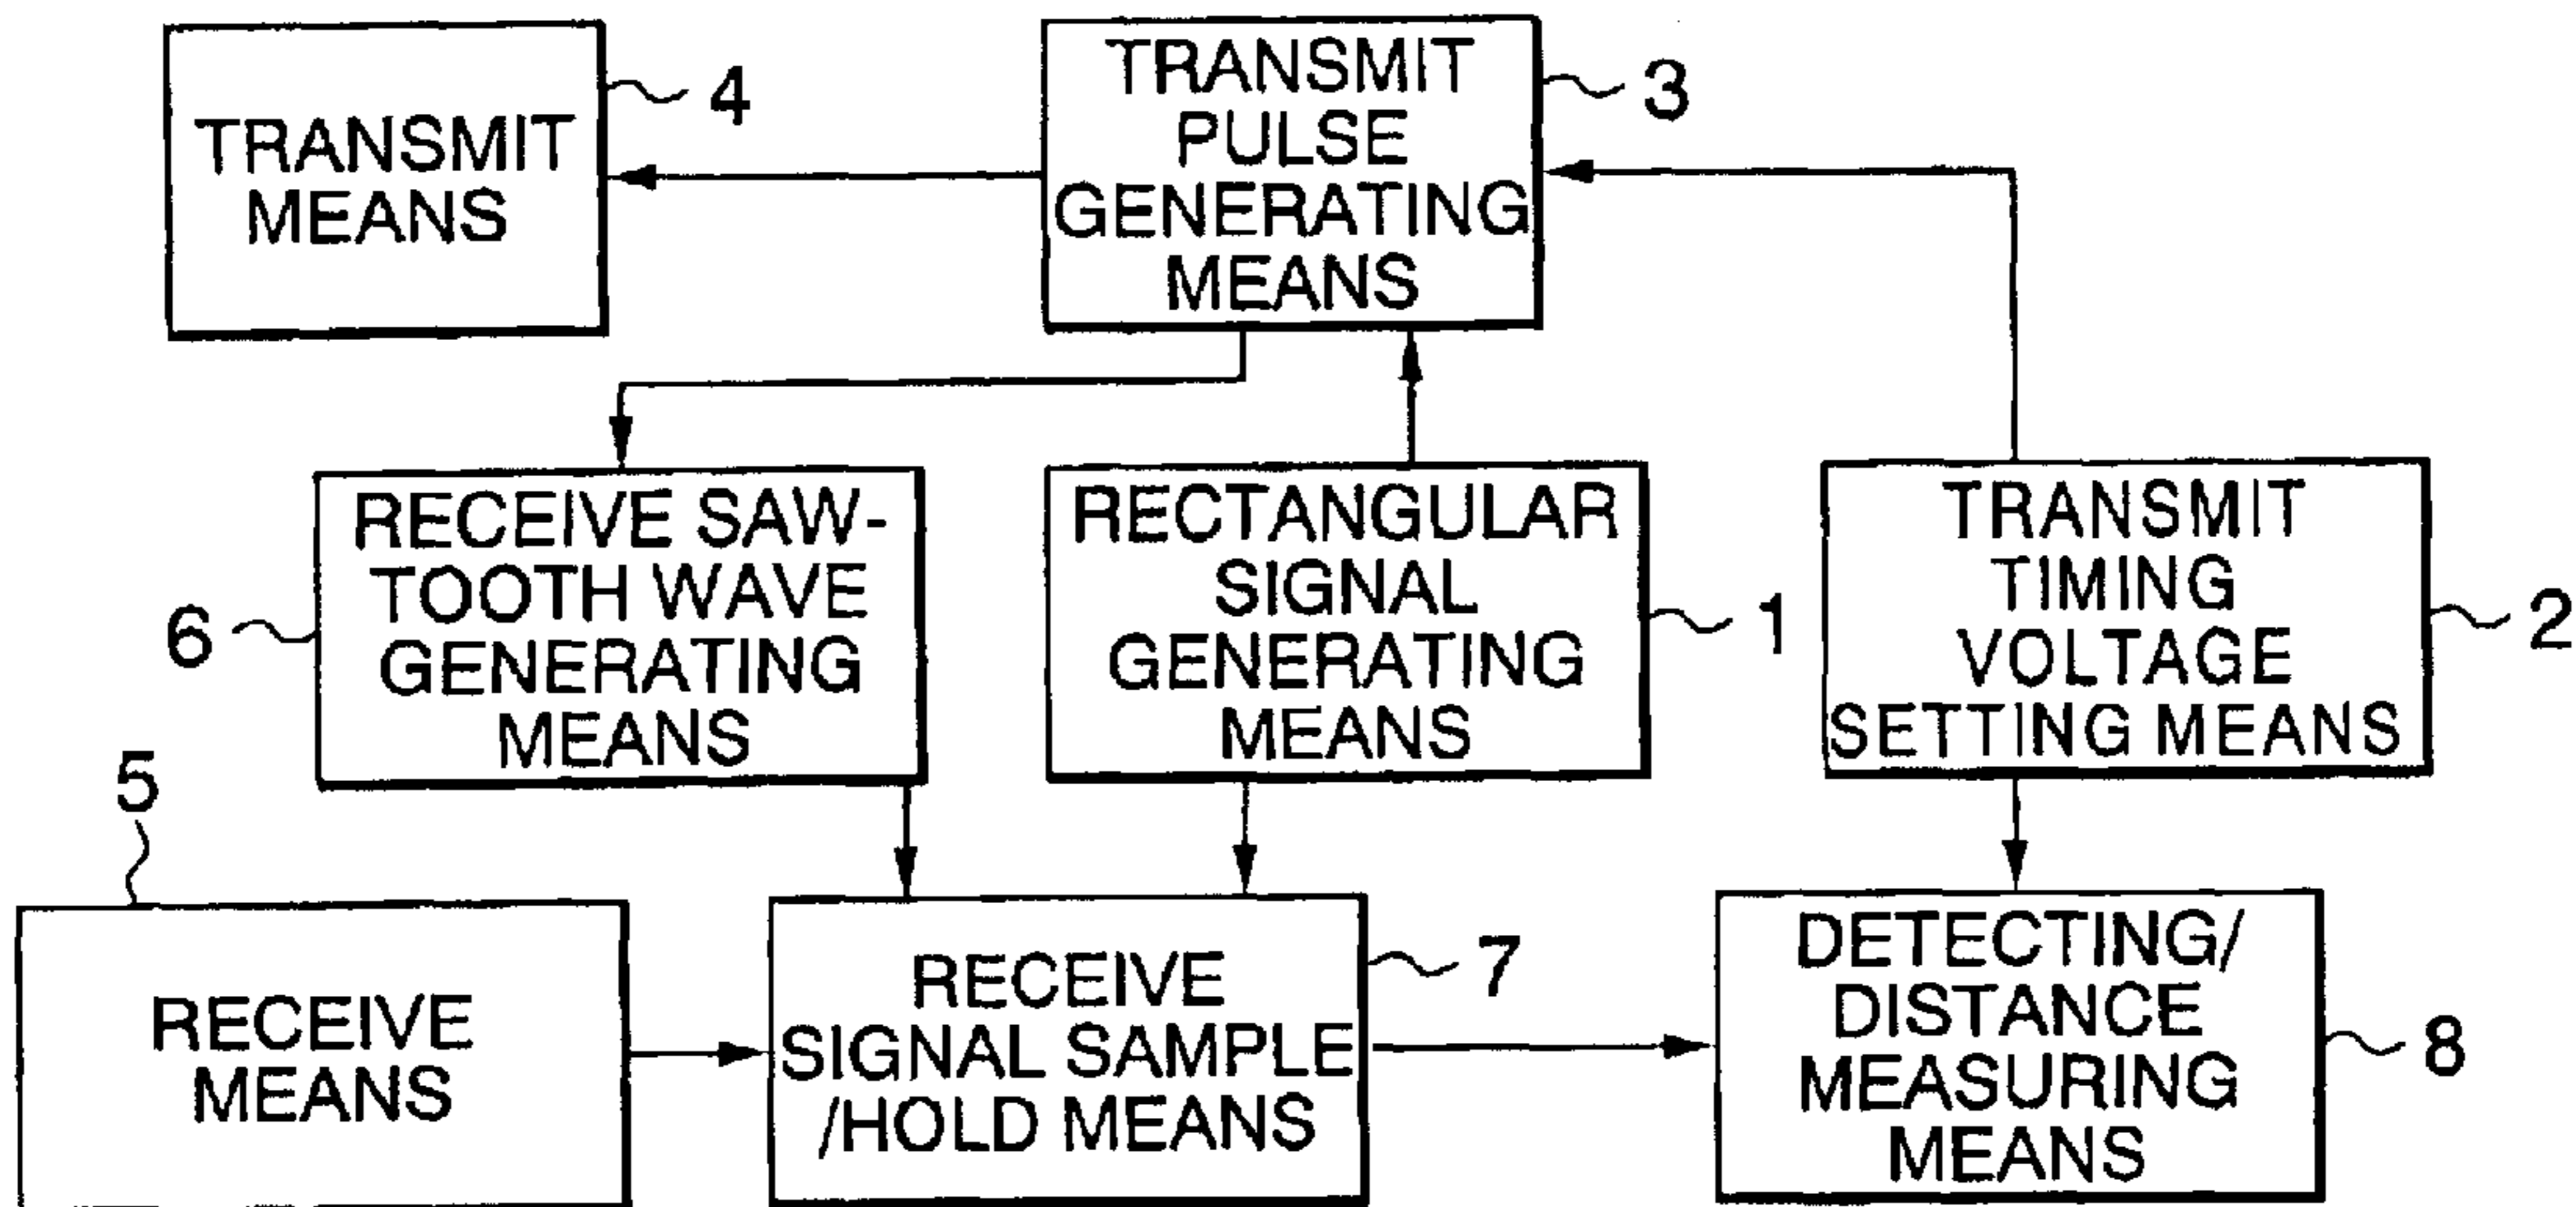 TRANSMIT
MEANS
4
TRANSMIT
PULSE
GENERATING
MEANS
3
RECEIVE SAW-
TOOTH WAVE
GENERATING
MEANS
6
RECTANGULAR
SIGNAL
GENERATING
MEANS
1
TRANSMIT
TIMING
VOLTAGE
SETTING MEANS
2
5
RECEIVE
MEANS
RECEIVE
SIGNAL SAMPLE
/HOLD MEANS
7
DETECTING/
DISTANCE
MEASURING
MEANS
8